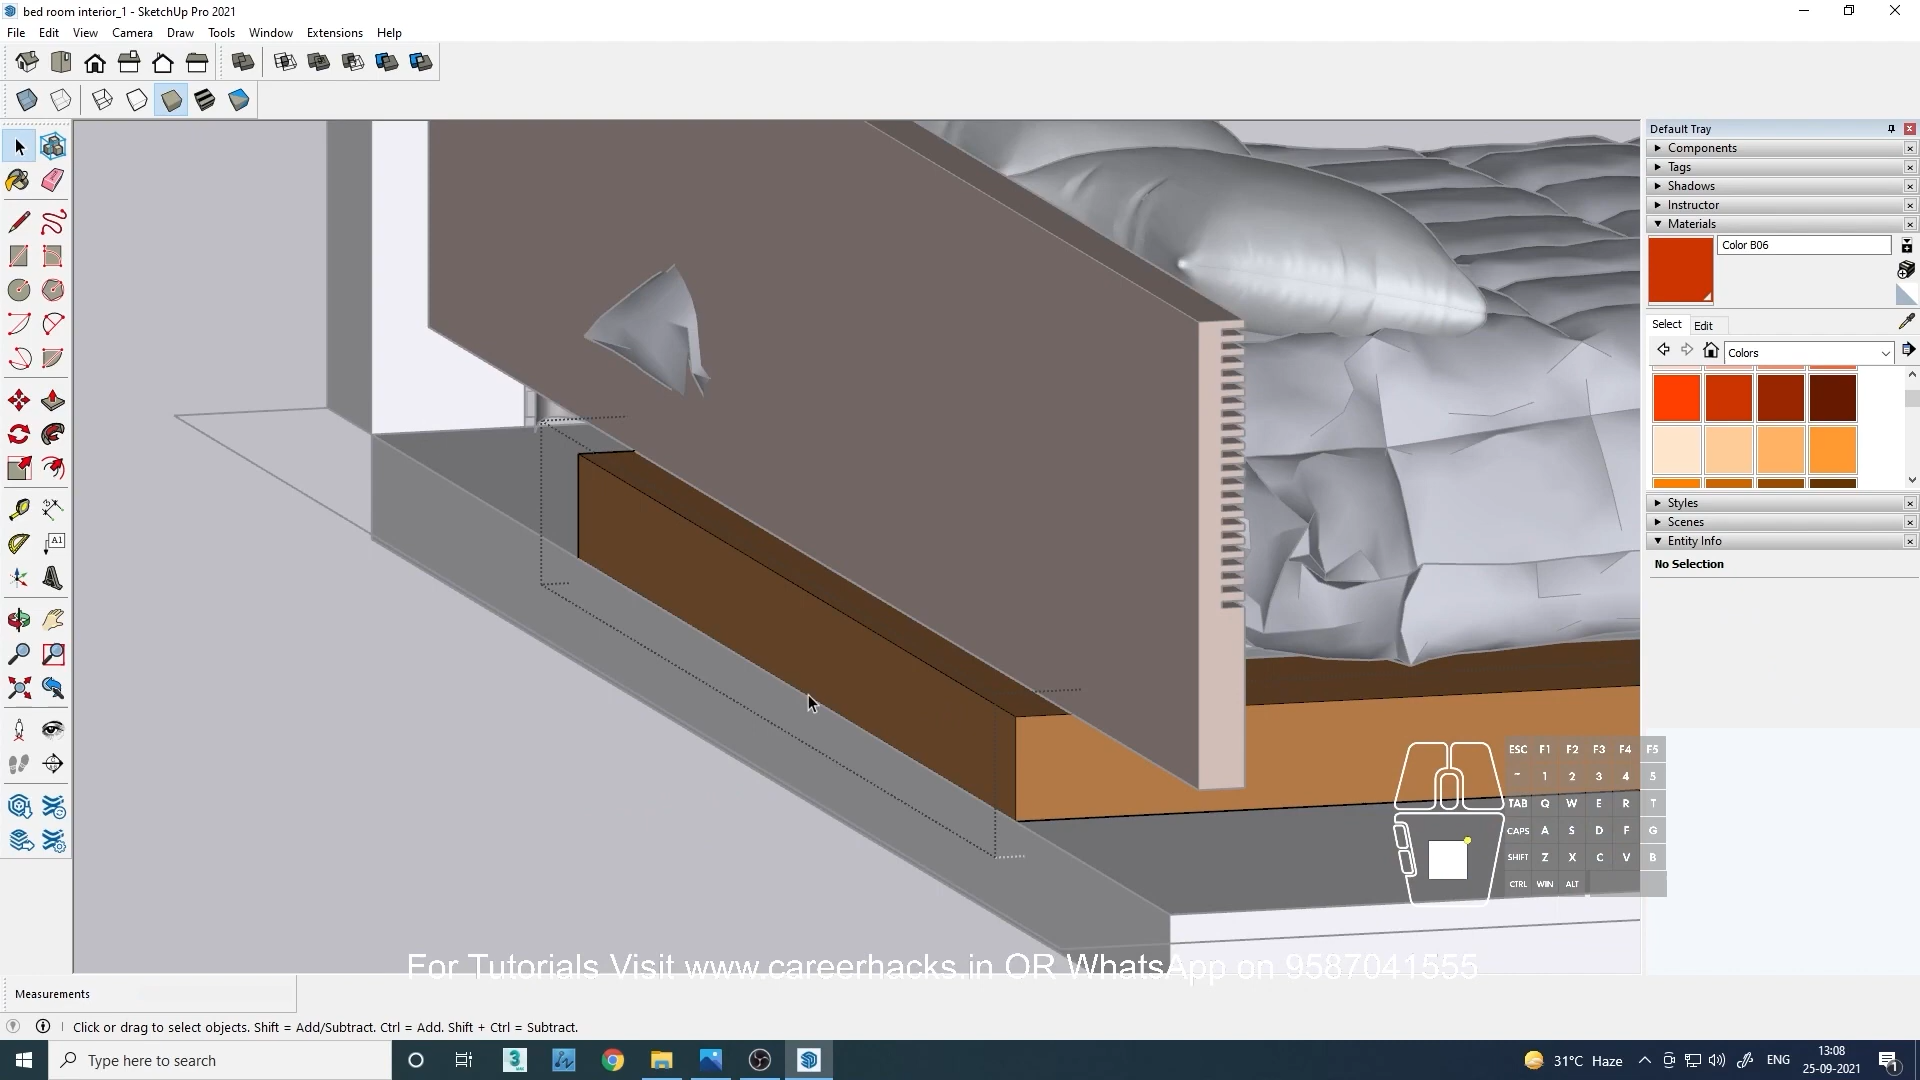 bed room interior_1 - SketchUp Pro 2021
File Edit View Camera Draw Tools Window Extensions Help
Default Tray
Components
Tags
Shadows
Instructor
Materials
Color B06
Select Edit
Colors
Styles
Scenes
Entity Info
No Selection
A1
ESC F1 F2 F3 F4 F5
~ 1 2 3 4 5
TAB Q W E R T
CAPS A S D F G
SHIFT Z X C V B
CTRL WIN ALT
For Tutorials Visit www.careerhacks.in OR WhatsApp on 9587041555
Measurements
Click or drag to select objects. Shift = Add/Subtract. Ctrl = Add. Shift + Ctrl = Subtract.
Type here to search
31°C Haze
ENG
13:08
25-09-2021
1